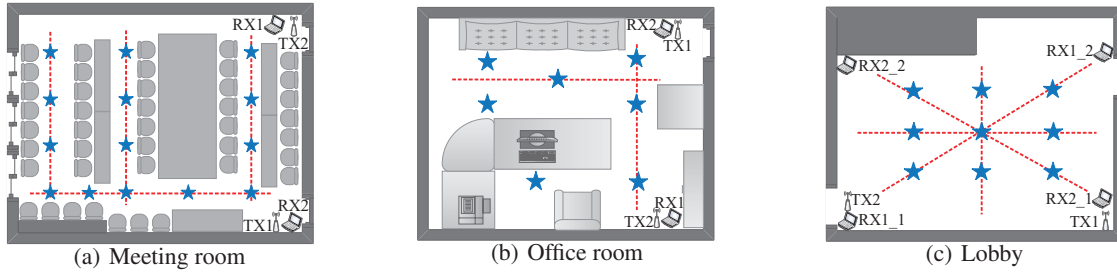 RX1
TX2
RX2
TX1
(a) Meeting room
RX2
TX1
TX2
RX1
(b) Office room
RX1_2
RX2_2
TX2
RX1_1
RX2_1
TX1
(c) Lobby